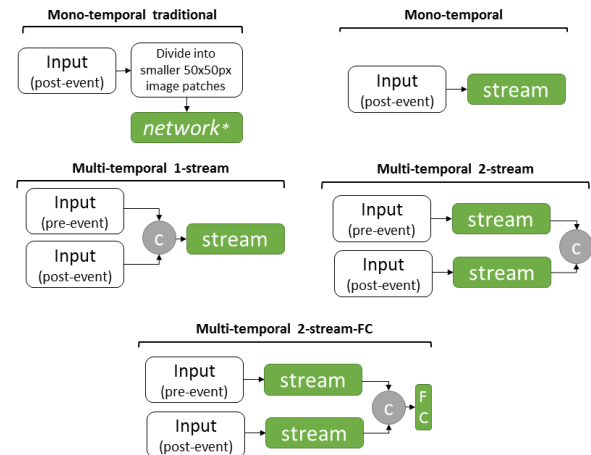 Mono-temporal traditional
Input
(post-event)
Divide into
smaller 50x50px
image patches
network*
Mono-temporal
Input
(post-event)
stream
Multi-temporal 1-stream
Input
(pre-event)
Input
(post-event)
C
stream
Multi-temporal 2-stream
Input
(pre-event)
stream
Input
(post-event)
stream
C
Multi-temporal 2-stream-FC
Input
(pre-event)
stream
Input
(post-event)
stream
C
F
C